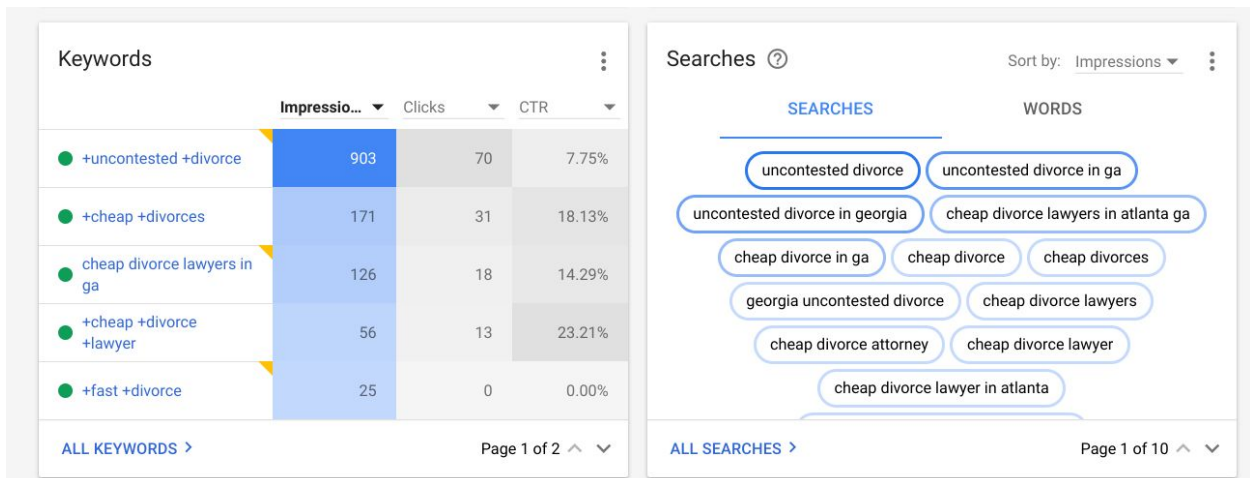 Keywords
Impressio... Clicks CTR
+uncontested +divorce 903 70 7.75%
+cheap +divorces 171 31 18.13%
cheap divorce lawyers in
ga 126 18 14.29%
+cheap +divorce
+lawyer 56 13 23.21%
+fast +divorce 25 0 0.00%
ALL KEYWORDS Page 1 of 2
Searches Sort by: Impressions
SEARCHES WORDS
uncontested divorce uncontested divorce in ga
uncontested divorce in georgia cheap divorce lawyers in atlanta ga
cheap divorce in ga cheap divorce cheap divorces
georgia uncontested divorce cheap divorce lawyers
cheap divorce attorney cheap divorce lawyer
cheap divorce lawyer in atlanta
ALL SEARCHES Page 1 of 10